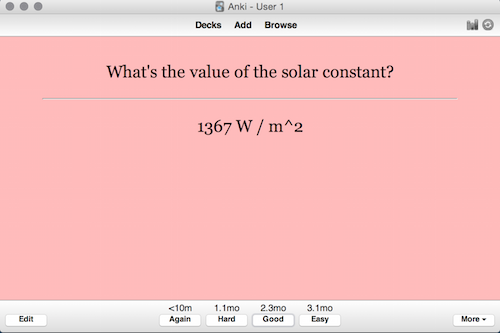 Anki - User 1
Decks Add Browse
What's the value of the solar constant?
1367 W / m^2
<10m 1.1mo 2.3mo 3.1mo
Edit Again Hard Good Easy More